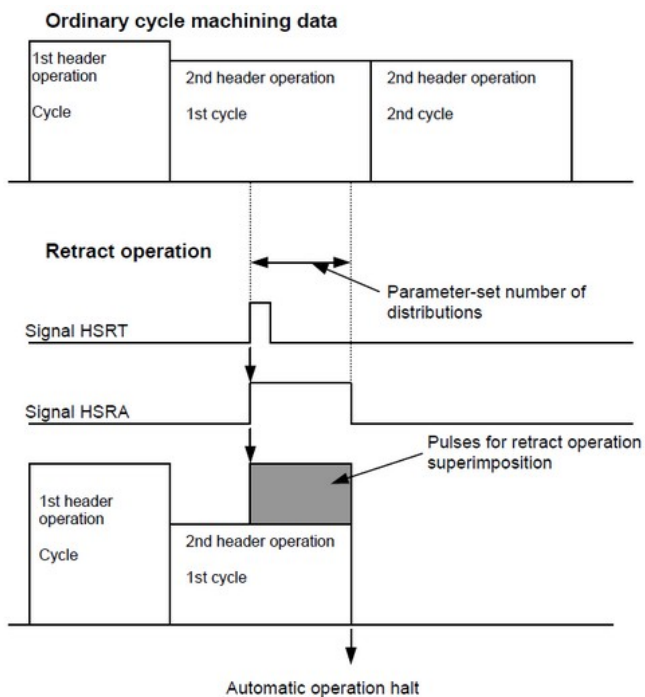 Ordinary cycle machining data
1st header
operation
Cycle
2nd header operation
1st cycle
2nd header operation
2nd cycle
Retract operation
Parameter-set number of
distributions
Signal HSRT
Signal HSRA
Pulses for retract operation
superimposition
1st header
operation
Cycle
2nd header operation
1st cycle
Automatic operation halt